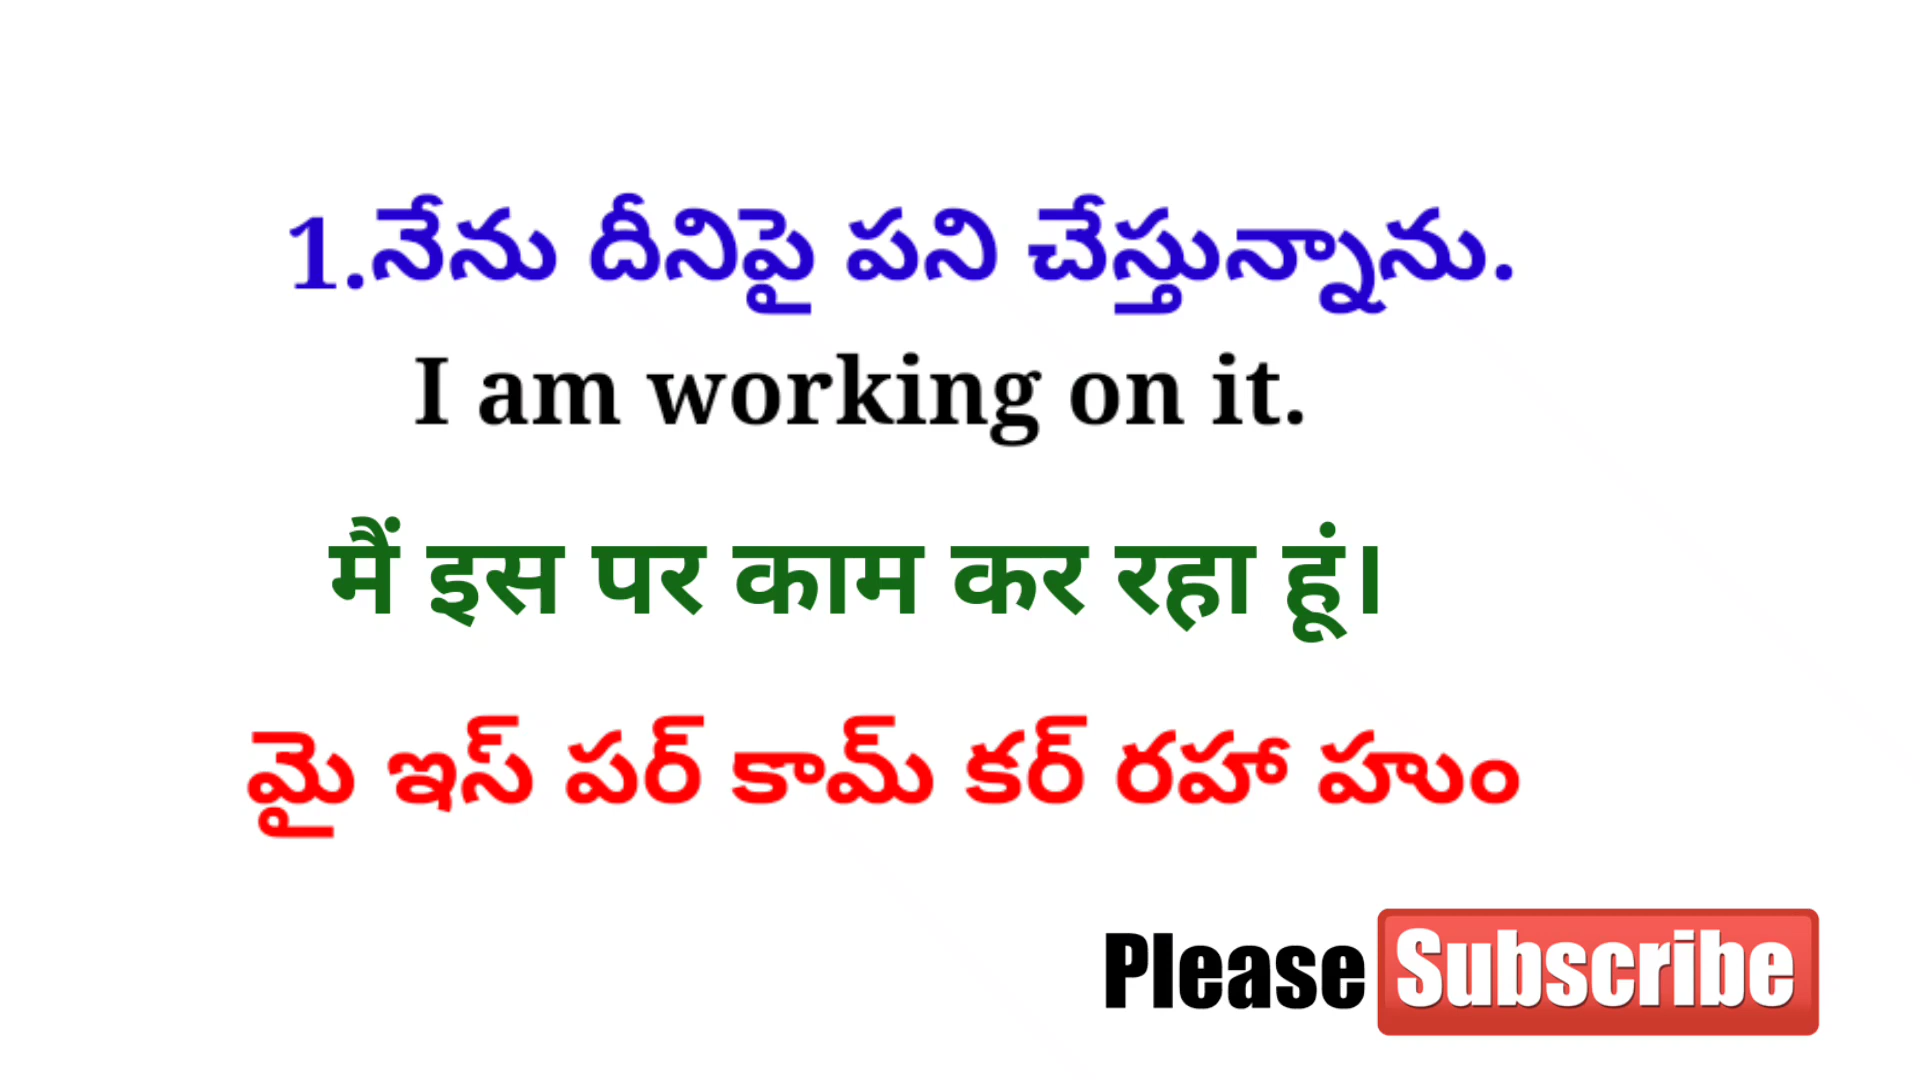 1.నేను దీనిపై పని చేస్తున్నాను.
I am working on it.
मैं इस पर काम कर रहा हूं।
మై ఇస్ పర్ కామ్ కర్ రహా హుం
Please Subscribe